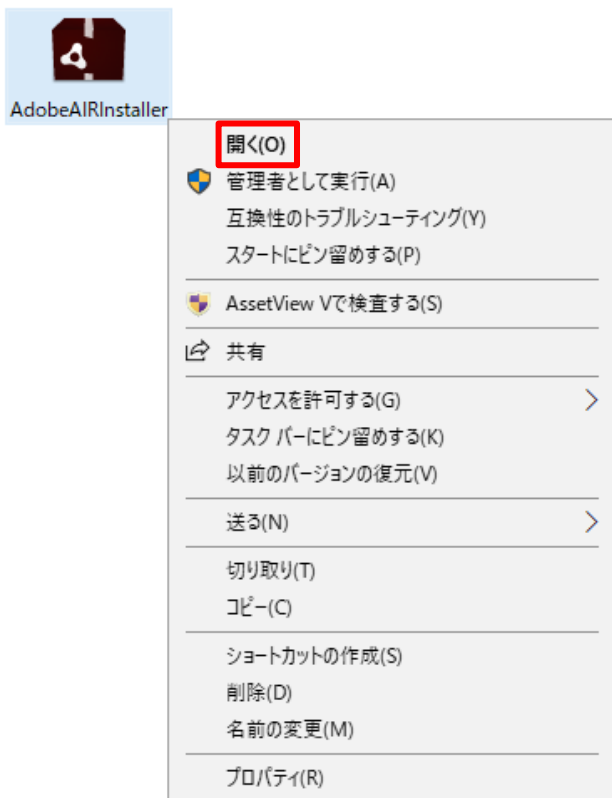 AdobeAIRInstaller
開く(O)
管理者として実行(A)
互換性のトラブルシューティング(Y)
スタートにピン留めする(P)
AssetView Vで検査する(S)
共有
アクセスを許可する(G)
タスク バーにピン留めする(K)
以前のバージョンの復元(V)
送る(N)
切り取り(T)
コピー(C)
ショートカットの作成(S)
削除(D)
名前の変更(M)
プロパティ(R)